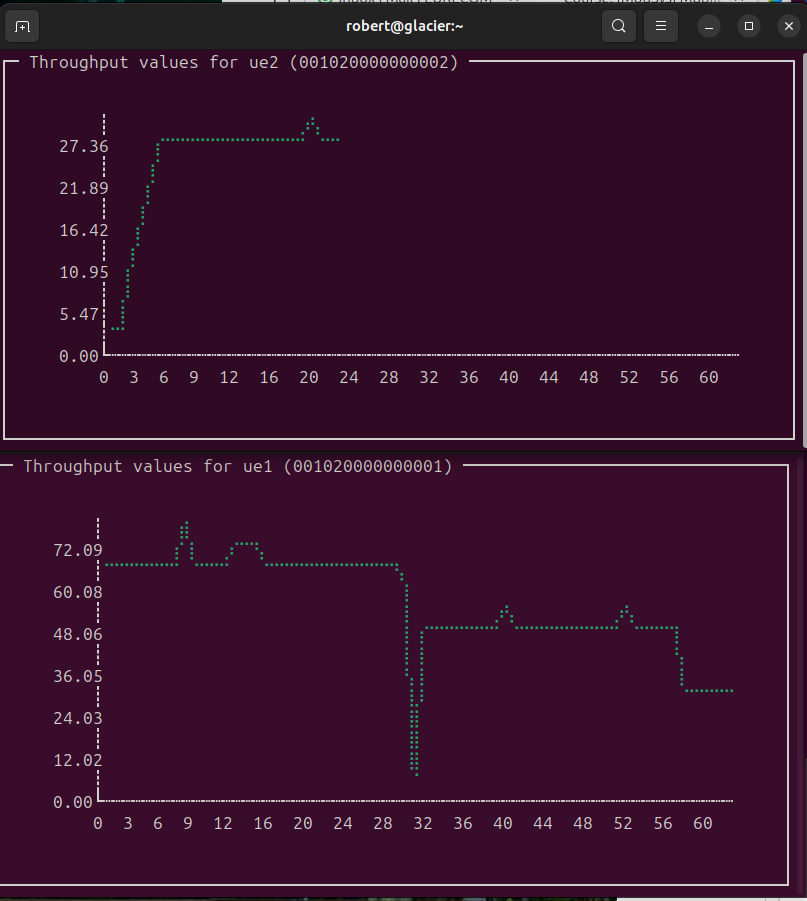 robert@glacier:~
Throughput values for ue2 (001020000000002)
27.36
21.89
16.42
10.95
5.47
0.00
0 3 6 9 12 16 20 24 28 32 36 40 44 48 52 56 60
Throughput values for ue1 (001020000000001)
72.09
60.08
48.06
36.05
24.03
12.02
0.00
0 3 6 9 12 16 20 24 28 32 36 40 44 48 52 56 60